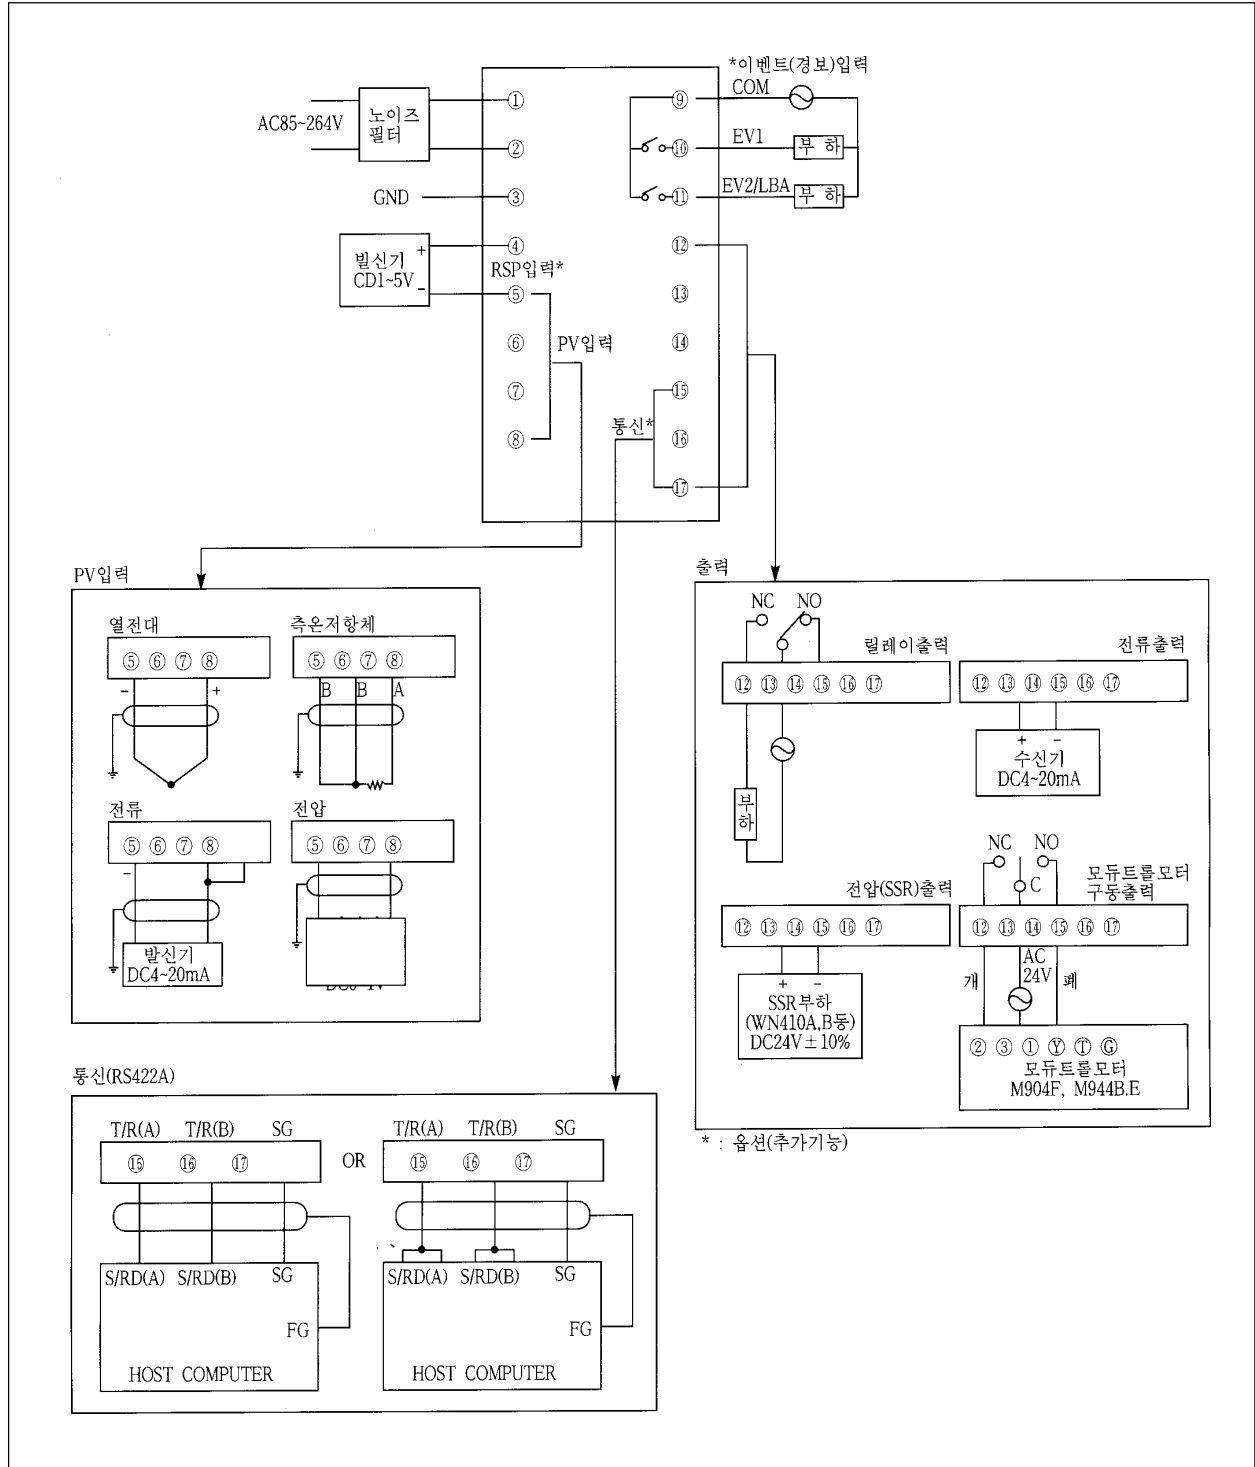 *이벤트(경보)입력
COM
AC85~264V
노이즈
필터
① ⑨
② ⑩ EV1 부 하
GND ③ ⑪ EV2/LBA 부 하
④ ⑫
빌신기 +
CD1~5V -
RSP입력*
⑤ ⑬
⑥ PV입력 ⑭
⑦ ⑮
⑧ 통신* ⑯
⑰
PV입력
열전대
⑤ ⑥ ⑦ ⑧
- +
측온저항체
⑤ ⑥ ⑦ ⑧
B B A
전류
⑤ ⑥ ⑦ ⑧
-
발신기
DC4~20mA
전압
⑤ ⑥ ⑦ ⑧
출력
NC NO
릴레이출력
⑫ ⑬ ⑭ ⑮ ⑯ ⑰
부
하
전류출력
⑫ ⑬ ⑭ ⑮ ⑯ ⑰
+ -
수신기
DC4~20mA
전압(SSR)출력
⑫ ⑬ ⑭ ⑮ ⑯ ⑰
+ -
SSR부하
(WN410A,B동)
DC24V±10%
NC NO
C
모듀트롤모터
구동출력
⑫ ⑬ ⑭ ⑮ ⑯ ⑰
개 AC
24V 폐
② ③ ① Ⓨ Ⓣ Ⓖ
모듀트롤모터
M904F, M944B.E
* : 옵션(추가기능)
통신(RS422A)
T/R(A) T/R(B) SG
⑮ ⑯ ⑰
S/RD(A) S/RD(B) SG
FG
HOST COMPUTER
OR
T/R(A) T/R(B) SG
⑮ ⑯ ⑰
S/RD(A) S/RD(B) SG
FG
HOST COMPUTER